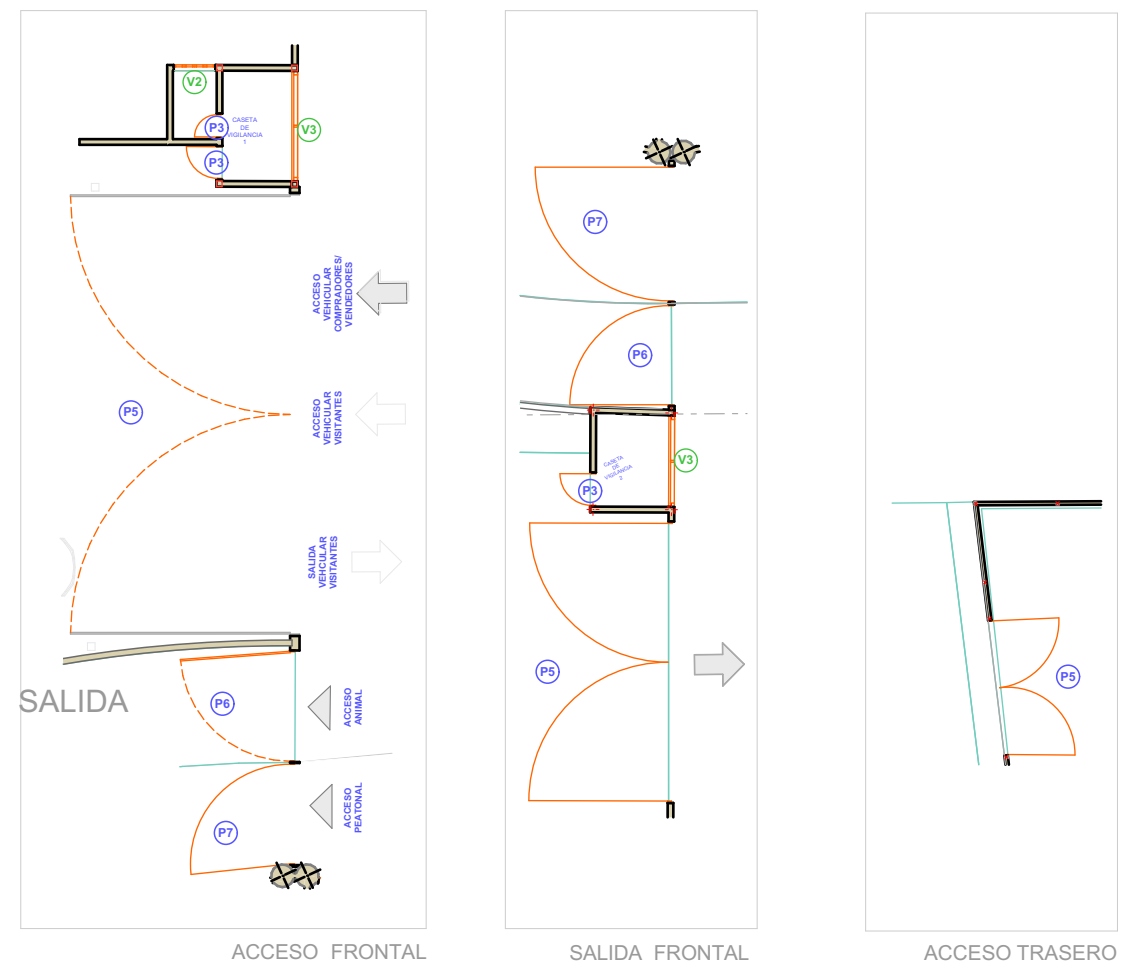 V2
P3
CASETA
DE
VIGILANCIA
1
V3
P3
ACCESO
VEHICULAR
COMPRADORES/
VENDEDORES
P5
ACCESO
VEHICULAR
VISITANTES
SALIDA
VEHCULAR
VISITANTES
SALIDA
P6
ACCESO
ANIMAL
P7
ACCESO
PEATONAL
ACCESO FRONTAL
P7
P6
V3
CASETA
DE
VIGILANCIA
2
P3
P5
SALIDA FRONTAL
P5
ACCESO TRASERO